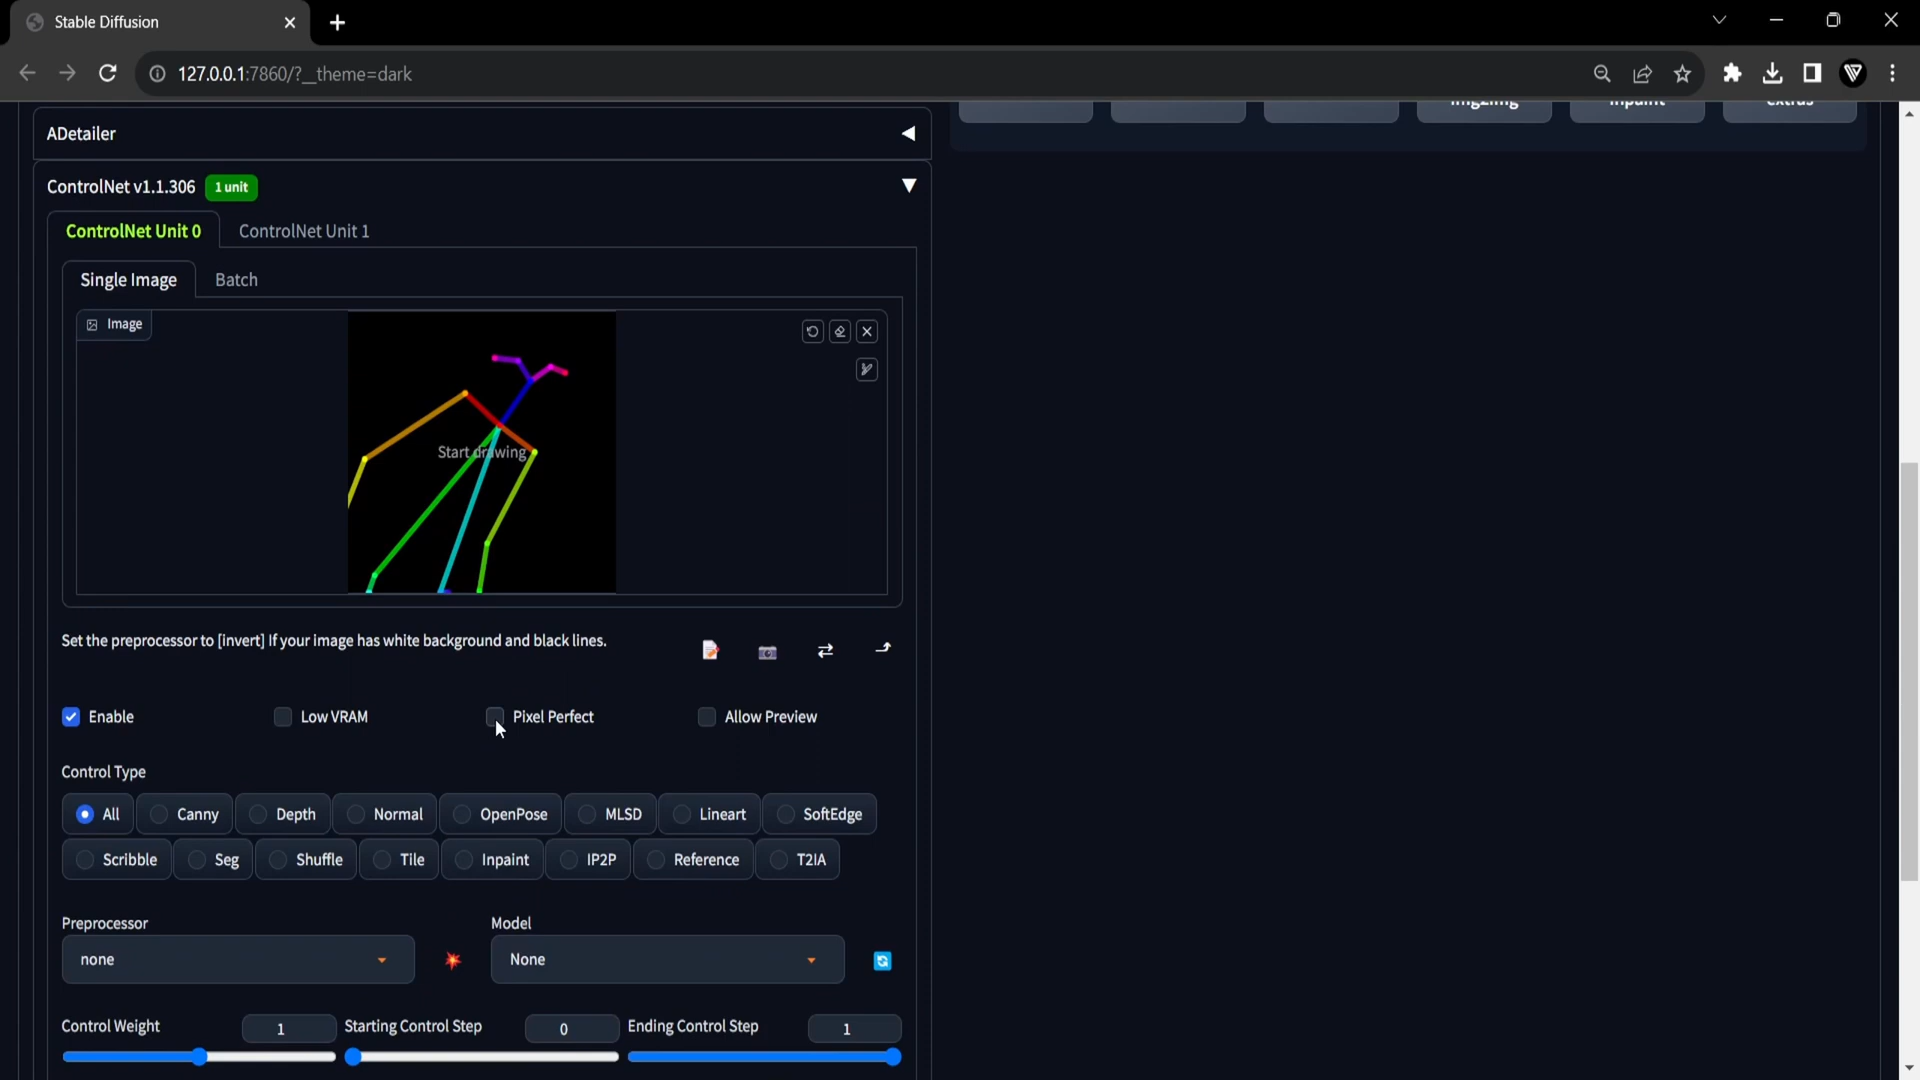 Stable Diffusion
127.0.0.1:7860/?__theme=dark
img2img inpaint extras
ADetailer
ControlNet v1.1.306 1 unit
ControlNet Unit 0 ControlNet Unit 1
Single Image Batch
Image
Start drawing
Set the preprocessor to [invert] If your image has white background and black lines.
Enable Low VRAM Pixel Perfect Allow Preview
Control Type
All Canny Depth Normal OpenPose MLSD Lineart SoftEdge
Scribble Seg Shuffle Tile Inpaint IP2P Reference T2IA
Preprocessor Model
none None
Control Weight 1 Starting Control Step 0 Ending Control Step 1